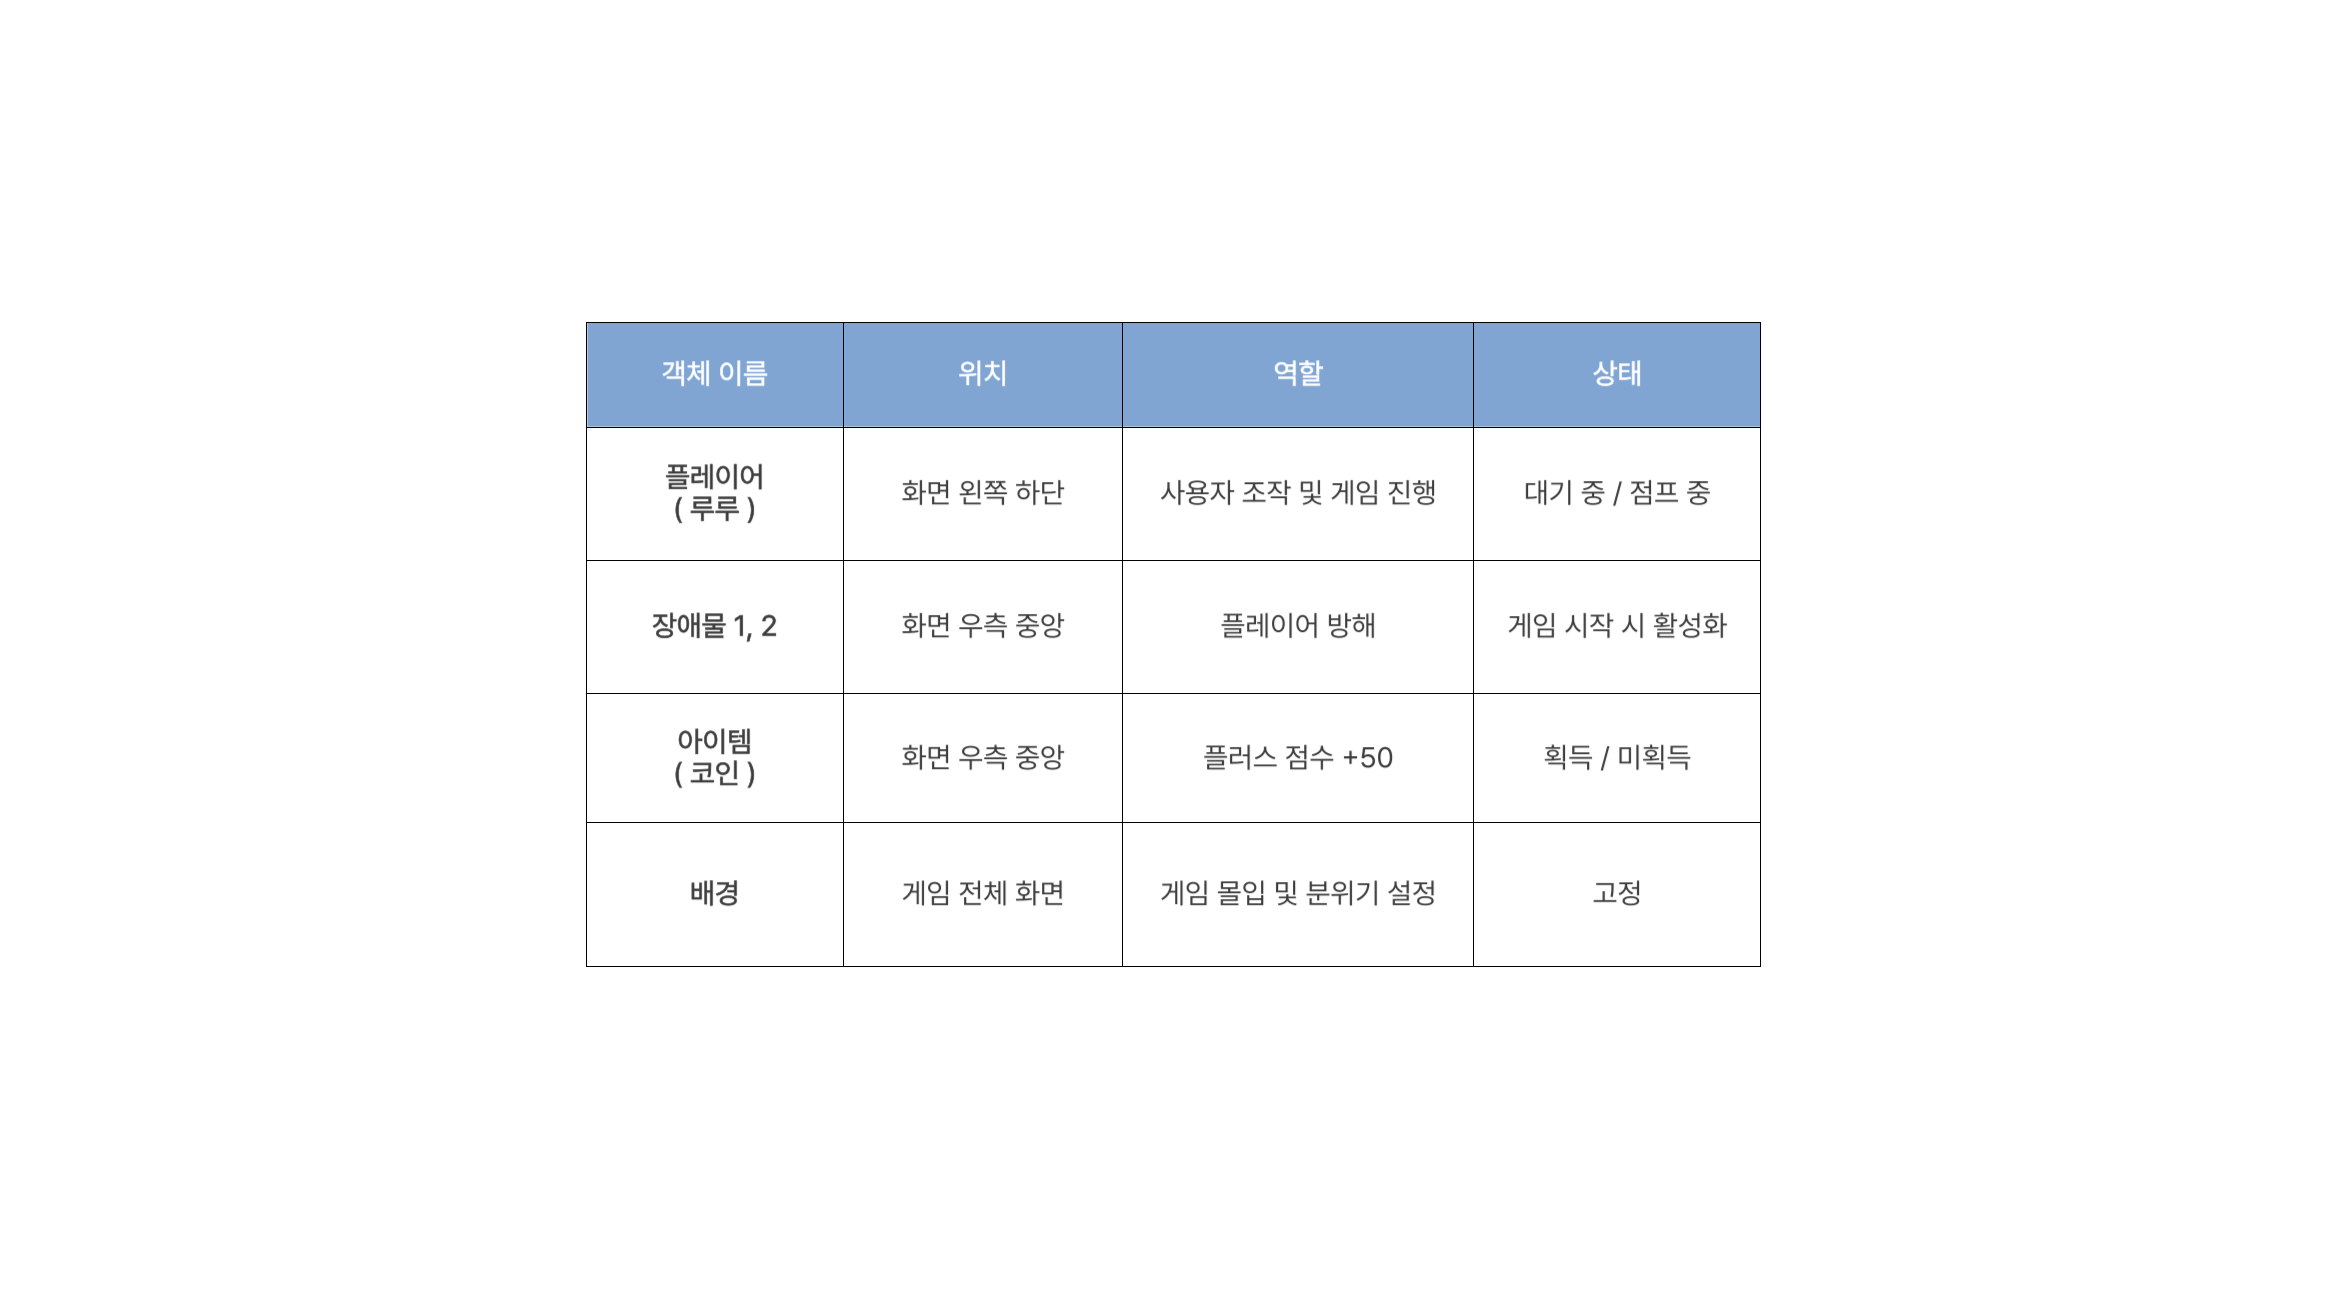 객체 이름 위치 역할 상태
플레이어
( 루루 )
화면 왼쪽 하단 사용자 조작 및 게임 진행 대기 중 / 점프 중
장애물 1, 2 화면 우측 중앙 플레이어 방해 게임 시작 시 활성화
아이템
( 코인 )
화면 우측 중앙 플러스 점수 +50 획득 / 미획득
배경 게임 전체 화면 게임 몰입 및 분위기 설정 고정